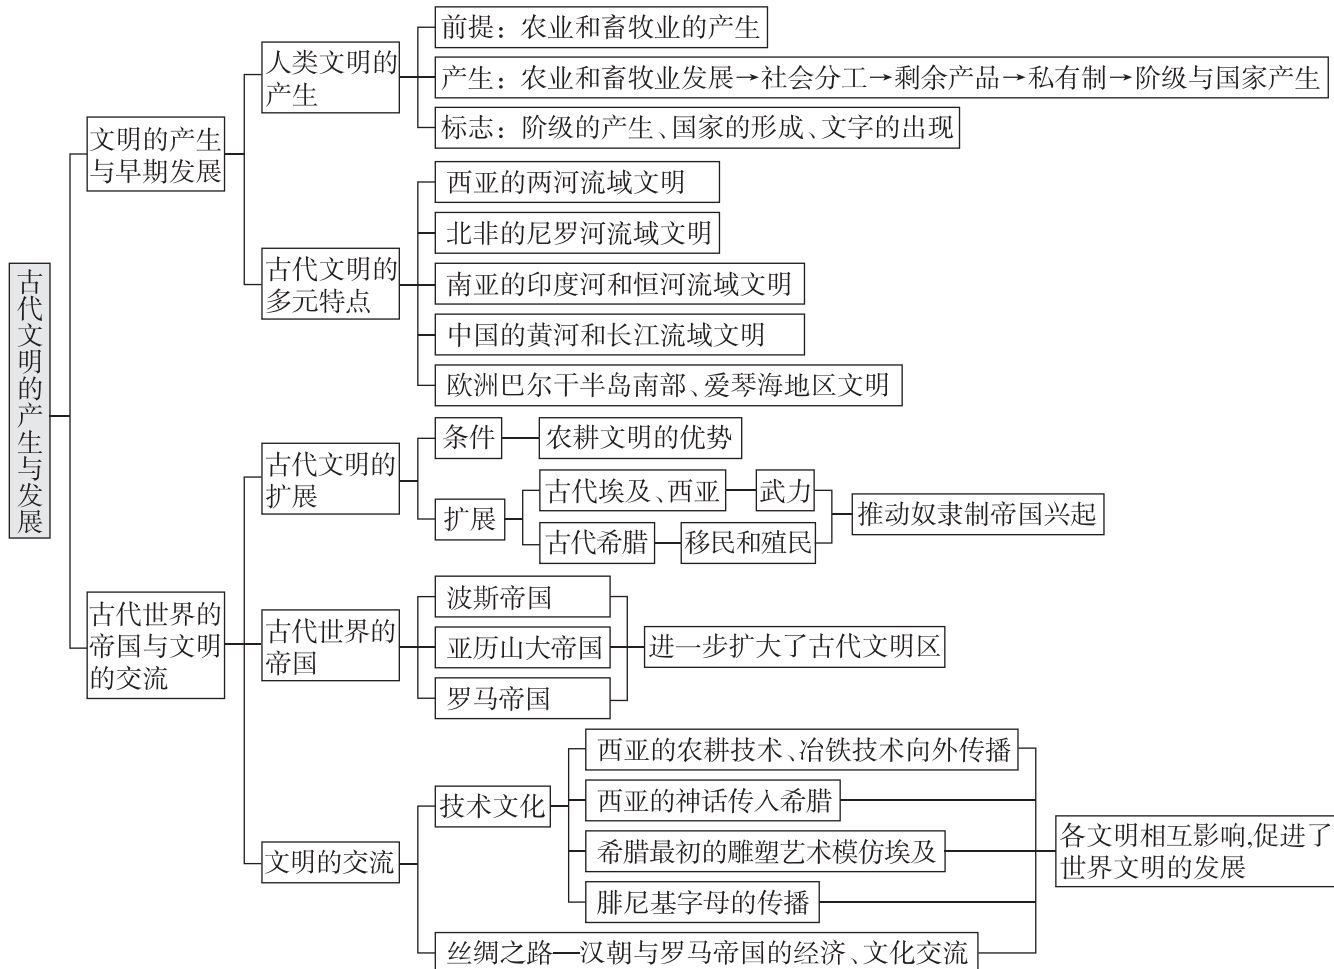 古代文明的产生与发展
文明的产生
与早期发展
人类文明的
产生
前提：农业和畜牧业的产生
产生：农业和畜牧业发展→社会分工→剩余产品→私有制→阶级与国家产生
标志：阶级的产生、国家的形成、文字的出现
古代文明的
多元特点
西亚的两河流域文明
北非的尼罗河流域文明
南亚的印度河和恒河流域文明
中国的黄河和长江流域文明
欧洲巴尔干半岛南部、爱琴海地区文明
古代世界的
帝国与文明
的交流
古代文明的
扩展
条件
农耕文明的优势
扩展
古代埃及、西亚
武力
古代希腊
移民和殖民
推动奴隶制帝国兴起
古代世界的
帝国
波斯帝国
亚历山大帝国
罗马帝国
进一步扩大了古代文明区
文明的交流
技术文化
西亚的农耕技术、冶铁技术向外传播
西亚的神话传入希腊
希腊最初的雕塑艺术模仿埃及
腓尼基字母的传播
丝绸之路—汉朝与罗马帝国的经济、文化交流
各文明相互影响,促进了
世界文明的发展